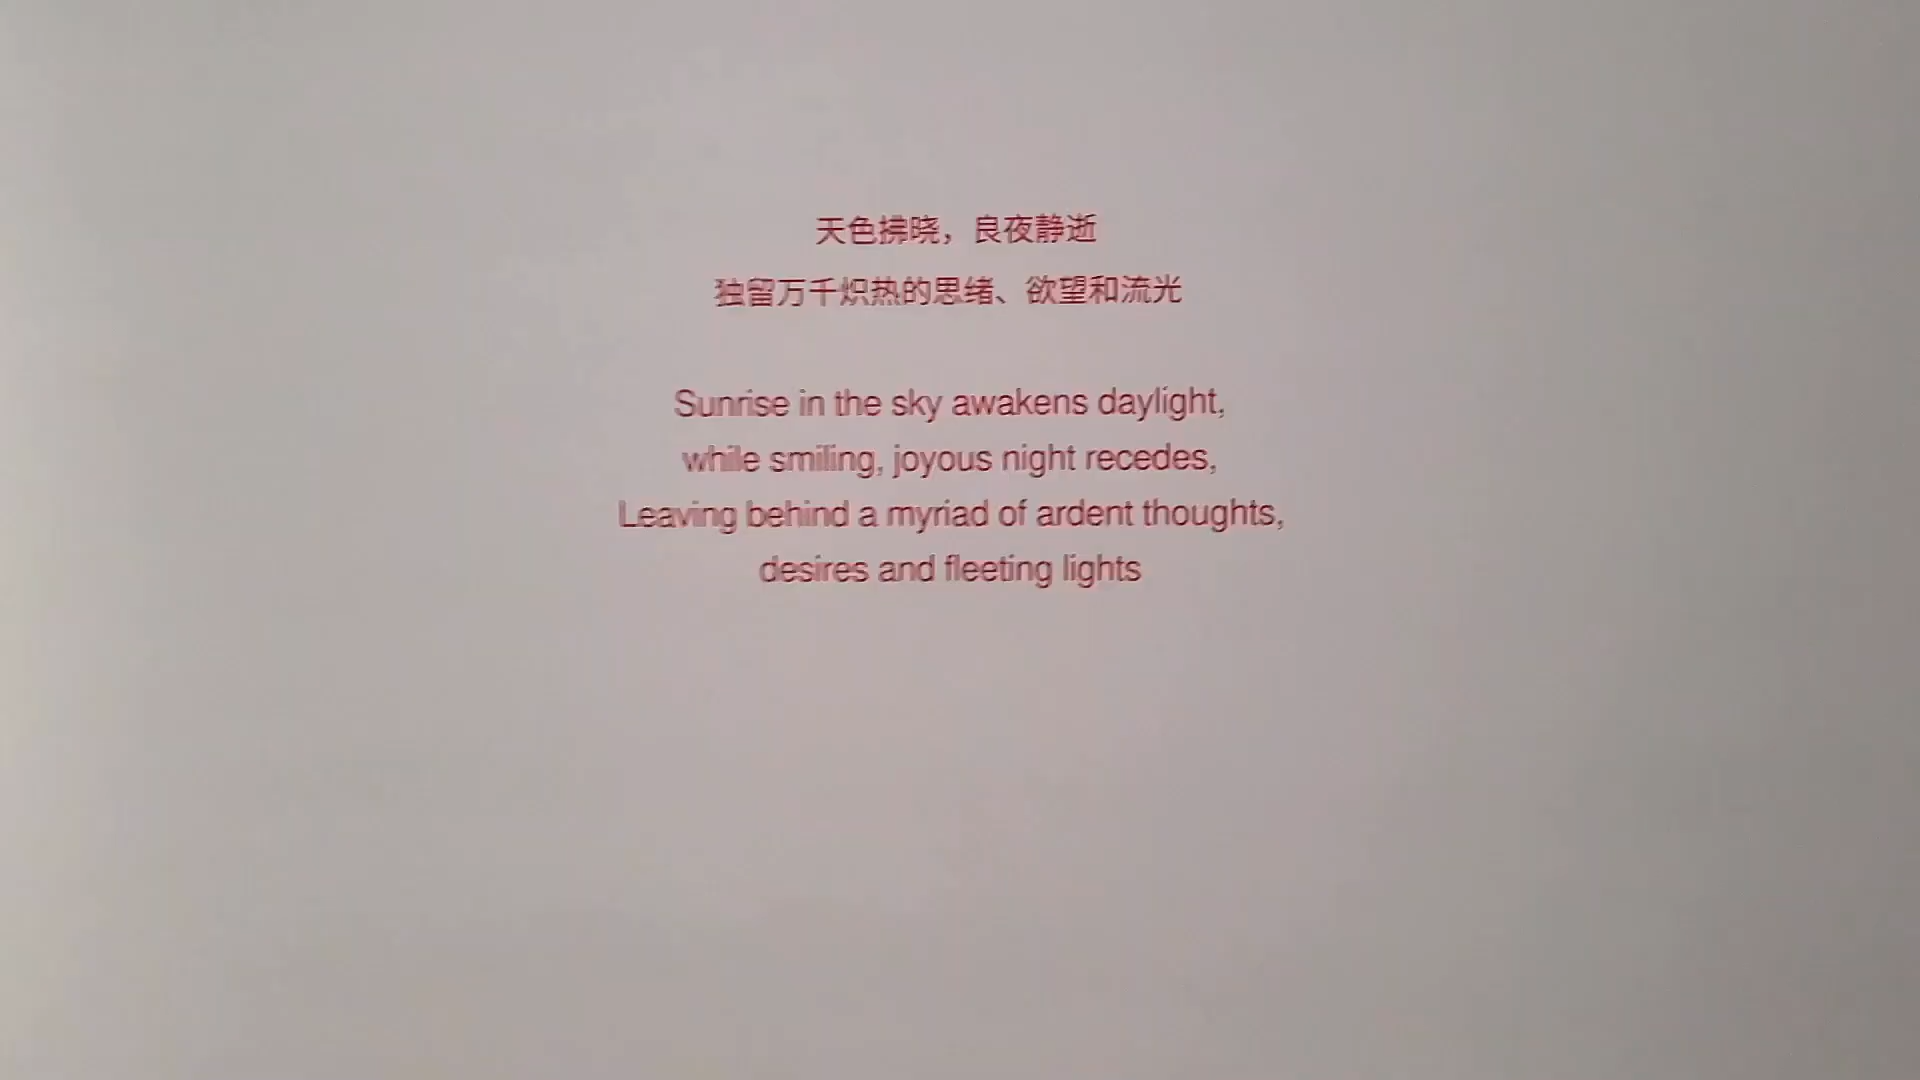 天色拂晓，良夜静逝
独留万千炽热的思绪、欲望和流光
Sunrise in the sky awakens daylight,
while smiling, joyous night recedes,
Leaving behind a myriad of ardent thoughts,
desires and fleeting lights